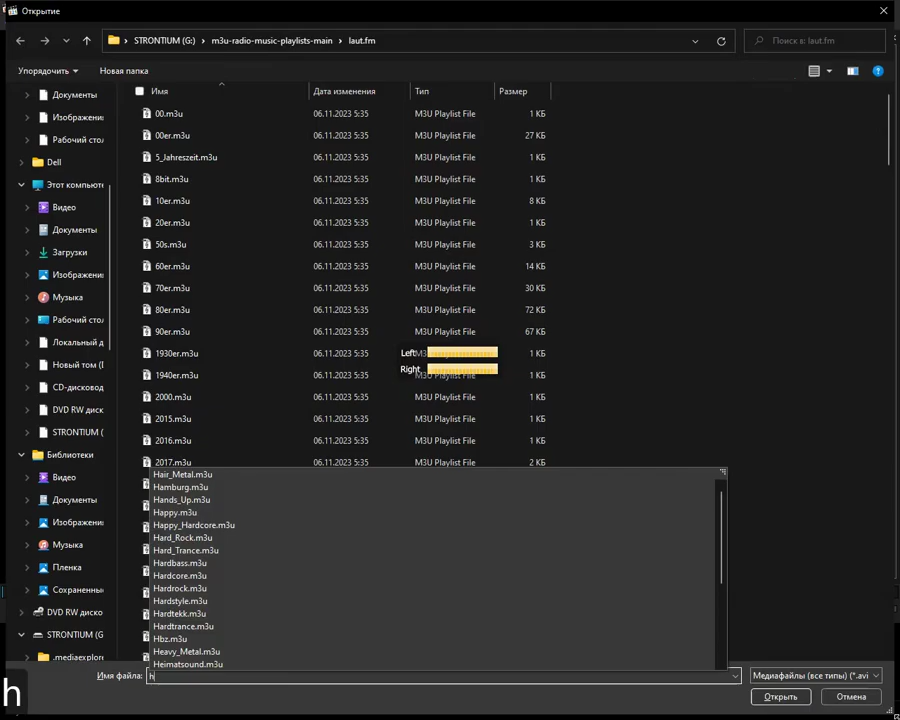 Открытие
STRONTIUM (G:) > m3u-radio-music-playlists-main > laut.fm
Поиск в: laut.fm
Упорядочить Новая папка
Имя Дата изменения Тип Размер
Документы
Изображени
Рабочий стол
Dell
Этот компьюте
Видео
Документы
Загрузки
Изображени
Музыка
Рабочий стол
Локальный д
Новый том (D
CD-дисковод
DVD RW диск
STRONTIUM (
Библиотеки
Видео
Документы
Изображени
Музыка
Пленка
Сохраненны
DVD RW диско
STRONTIUM (G
.mediaexplore
00.m3u 06.11.2023 5:35 M3U Playlist File 1 КБ
00er.m3u 06.11.2023 5:35 M3U Playlist File 27 КБ
5_Jahreszeit.m3u 06.11.2023 5:35 M3U Playlist File 1 КБ
8bit.m3u 06.11.2023 5:35 M3U Playlist File 1 КБ
10er.m3u 06.11.2023 5:35 M3U Playlist File 8 КБ
20er.m3u 06.11.2023 5:35 M3U Playlist File 1 КБ
50s.m3u 06.11.2023 5:35 M3U Playlist File 3 КБ
60er.m3u 06.11.2023 5:35 M3U Playlist File 14 КБ
70er.m3u 06.11.2023 5:35 M3U Playlist File 30 КБ
80er.m3u 06.11.2023 5:35 M3U Playlist File 72 КБ
90er.m3u 06.11.2023 5:35 M3U Playlist File 67 КБ
1930er.m3u 06.11.2023 5:35 1 КБ
Left
Right
1940er.m3u 06.11.2023 5:35 M3U Playlist File 1 КБ
2000.m3u 06.11.2023 5:35 M3U Playlist File 1 КБ
2015.m3u 06.11.2023 5:35 M3U Playlist File 1 КБ
2016.m3u 06.11.2023 5:35 M3U Playlist File 1 КБ
2017.m3u 06.11.2023 5:35 M3U Playlist File 2 КБ
Hair_Metal.m3u
Hamburg.m3u
Hands_Up.m3u
Happy.m3u
Happy_Hardcore.m3u
Hard_Rock.m3u
Hard_Trance.m3u
Hardbass.m3u
Hardcore.m3u
Hardrock.m3u
Hardstyle.m3u
Hardtekk.m3u
Hardtrance.m3u
Hbz.m3u
Heavy_Metal.m3u
Heimatsound.m3u
Имя файла: h
Медиафайлы (все типы) (*.avi
Открыть Отмена
h